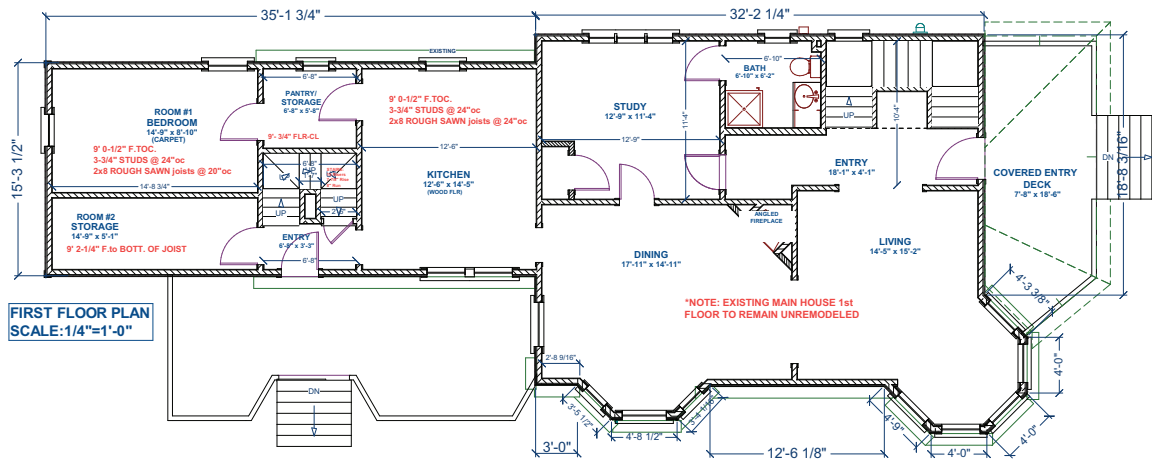 35'-1 3/4"
32'-2 1/4"
EXISTING
15'-3 1/2"
ROOM #1
BEDROOM
14'-9" x 8'-10"
(CARPET)
9' 0-1/2" F.TOC.
3-3/4" STUDS @ 24"oc
2x8 ROUGH SAWN joists @ 20"oc
14'-8 3/4"
6'-8"
PANTRY/
STORAGE
6'-8" x 5'-8"
9'- 3/4" FLR-CL
9' 0-1/2" F.TOC.
3-3/4" STUDS @ 24"oc
2x8 ROUGH SAWN joists @ 24"oc
12'-6"
KITCHEN
12'-6" x 14'-5"
(WOOD FLR)
6'-8"
UP
UP
UP
ROOM #2
STORAGE
14'-9" x 5'-1"
9' 2-1/4" F.to BOTT. OF JOIST
ENTRY
6'-8" x 3'-3"
6'-8"
STUDY
12'-9" x 11'-4"
12'-9"
11'-4"
BATH
6'-10" x 6'-2"
6'-10"
UP
10'-4"
ENTRY
18'-1" x 4'-1"
COVERED ENTRY
DECK
7'-8" x 18'-6"
DN
18'-8 3/16"
ANGLED
FIREPLACE
DINING
17'-11" x 14'-11"
LIVING
14'-5" x 15'-2"
*NOTE: EXISTING MAIN HOUSE 1st
FLOOR TO REMAIN UNREMODELED
FIRST FLOOR PLAN
SCALE:1/4"=1'-0"
DN
2'-8 9/16"
3'-5 1/2"
4'-8 1/2"
3'-4 1/16"
3'-0"
12'-6 1/8"
4'-9"
4'-0"
4'-0"
4'-0"
4'-3 3/8"